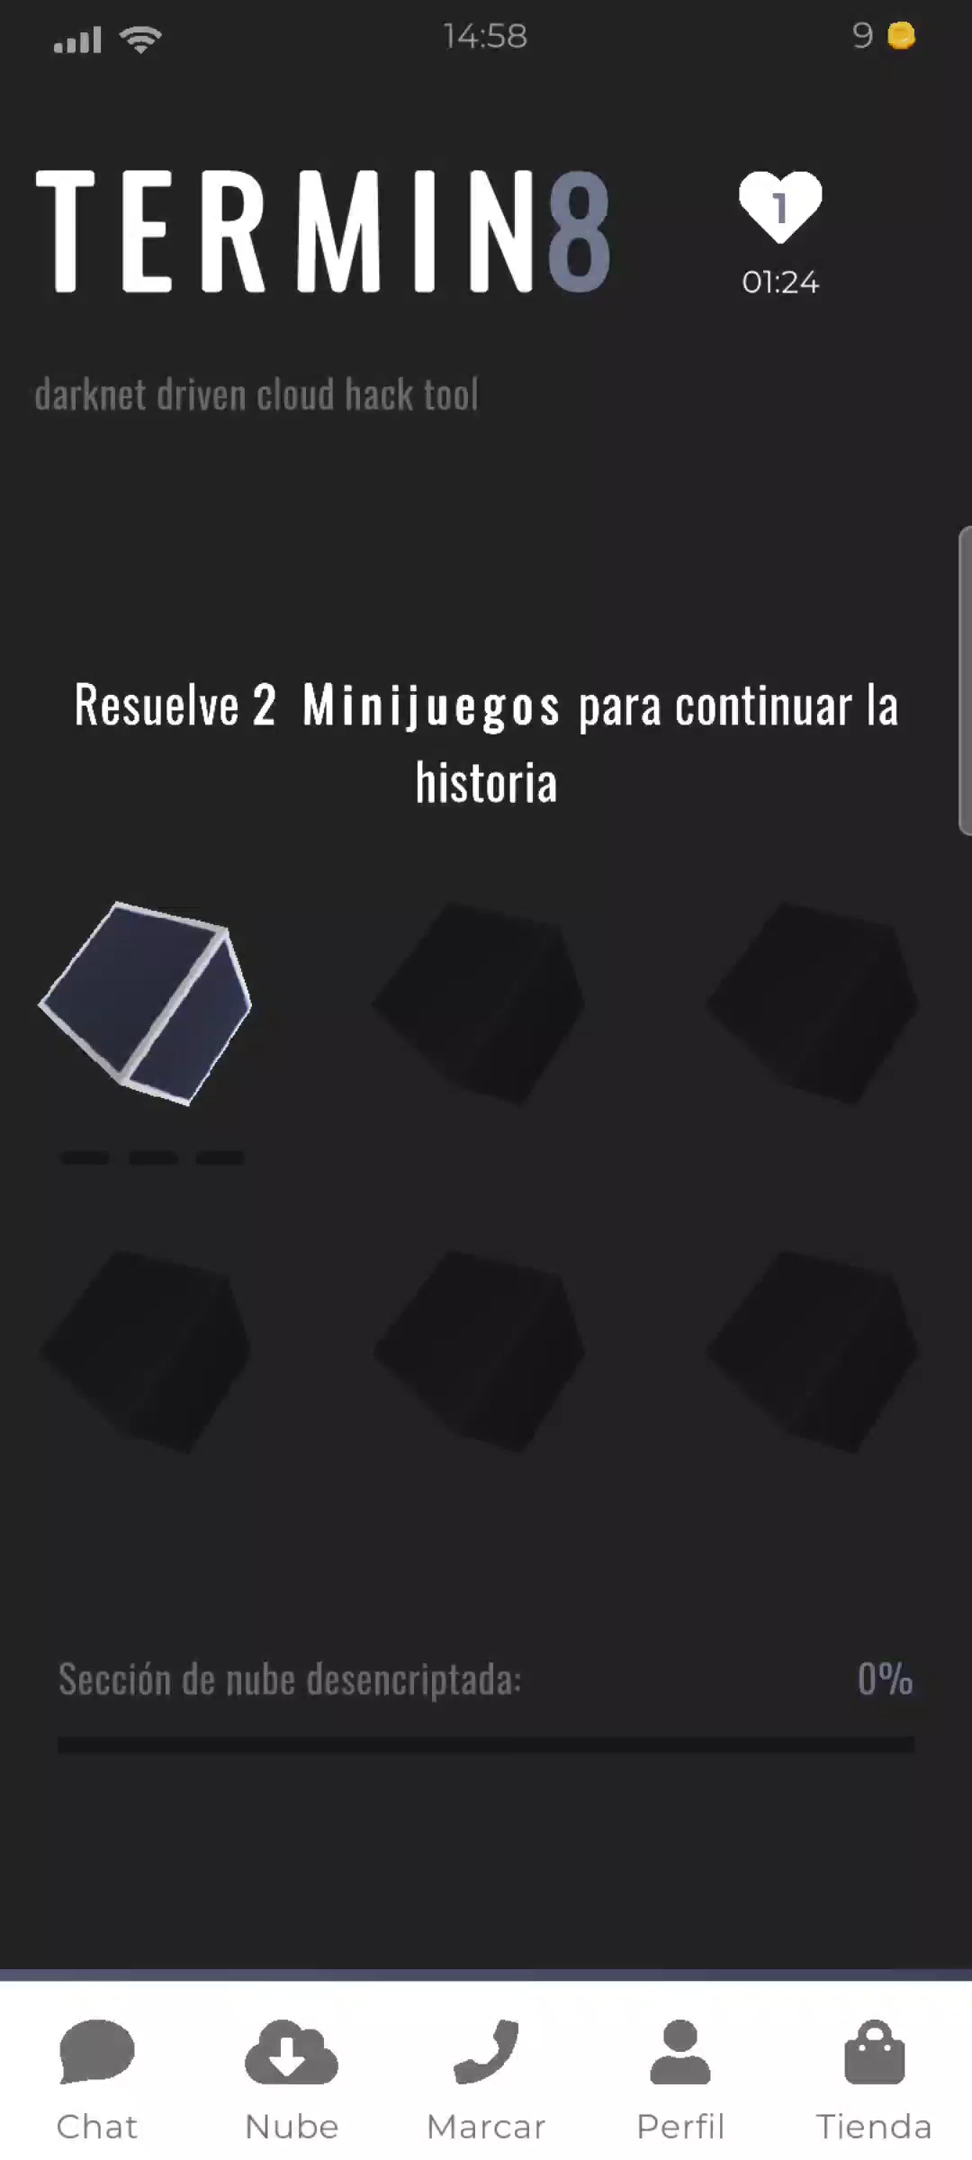 14:58
9
TERMIN8
1
01:24
darknet driven cloud hack tool
Resuelve 2 Minijuegos para continuar la
historia
Sección de nube desencriptada: 0%
Chat Nube Marcar Perfil Tienda